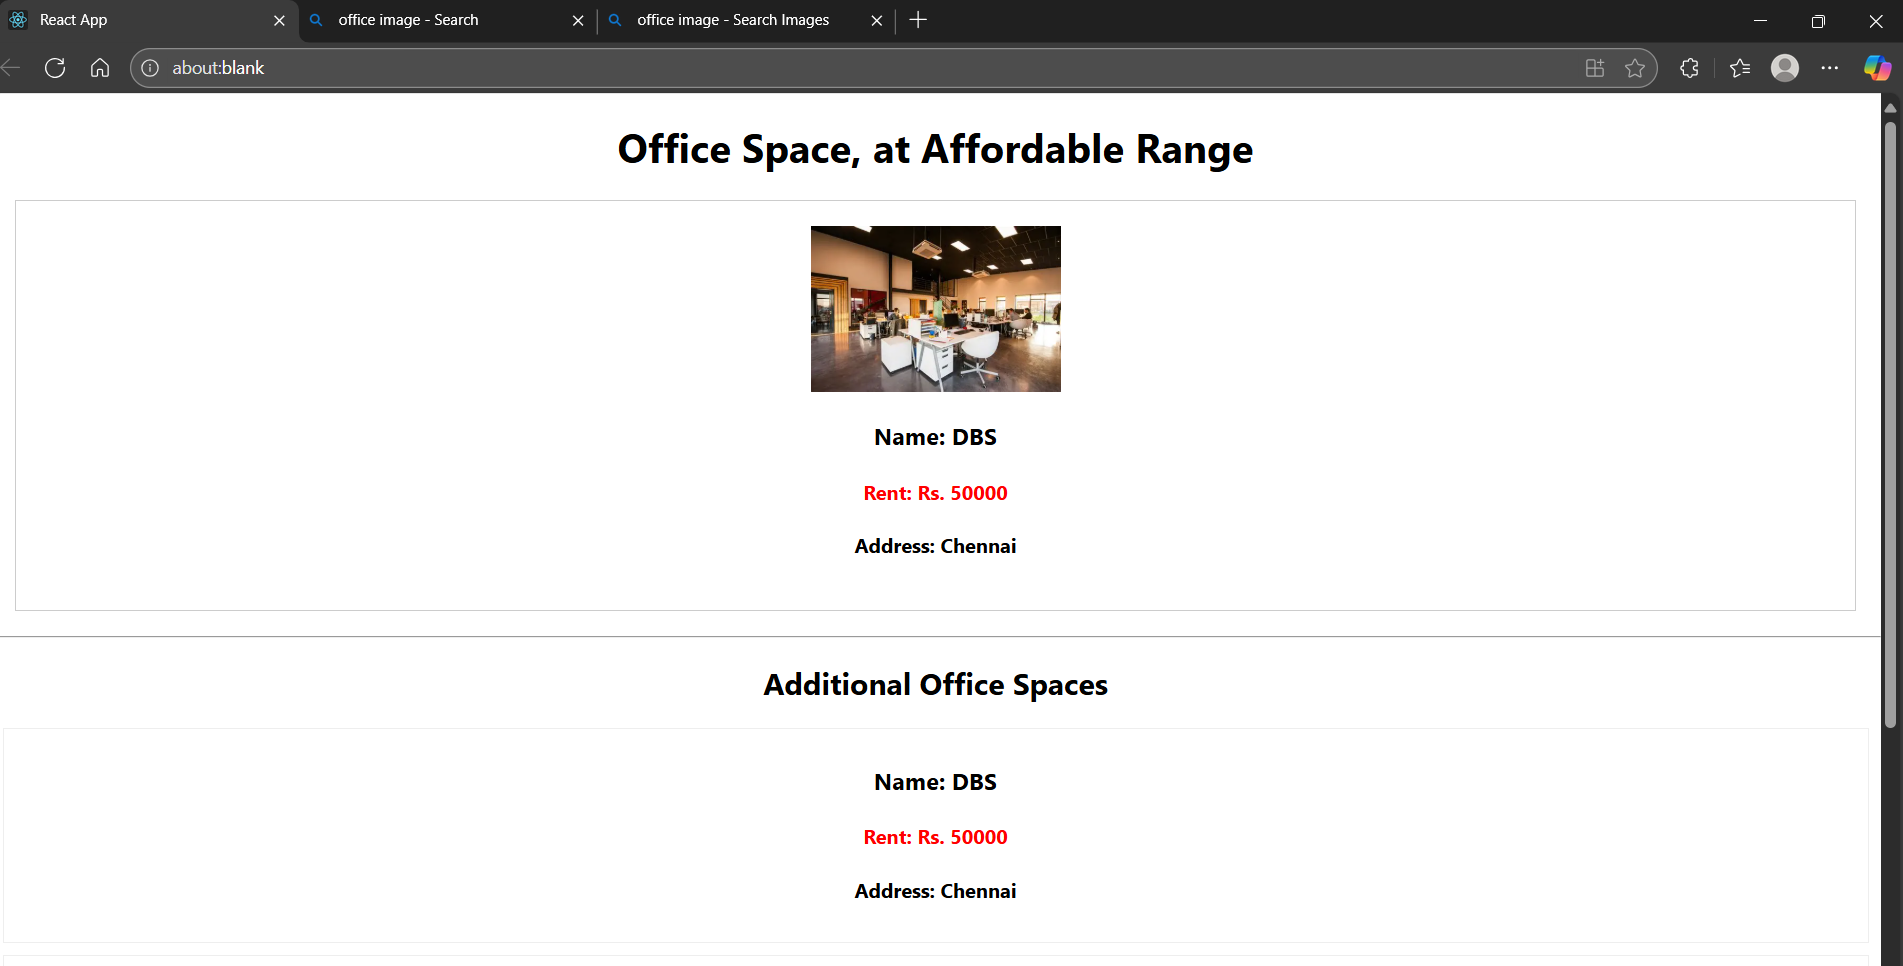 React App
office image - Search
office image - Search Images
about:blank
Office Space, at Affordable Range
Name: DBS
Rent: Rs. 50000
Address: Chennai
Additional Office Spaces
Name: DBS
Rent: Rs. 50000
Address: Chennai